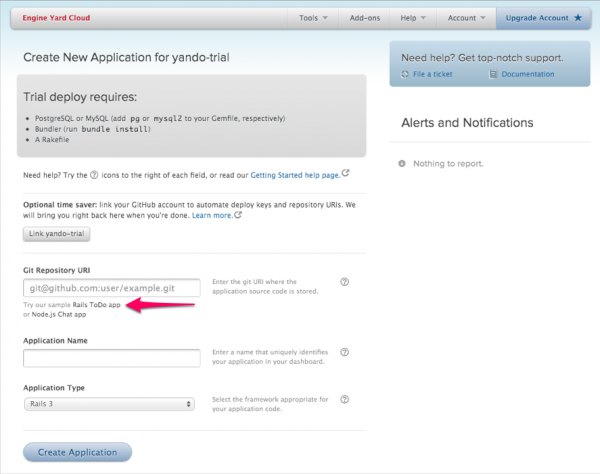 Engine Yard Cloud
Tools
Add-ons
Help
Account
Upgrade Account
Create New Application for yando-trial
Trial deploy requires:
PostgreSQL or MySQL (add pg or mysql2 to your Gemfile, respectively)
Bundler (run bundle install)
A Rakefile
Need help? Try the ? icons to the right of each field, or read our Getting Started help page.
Optional time saver: link your GitHub account to automate deploy keys and repository URIs. We
will bring you right back here when you're done. Learn more.
Link yando-trial
Git Repository URI
git@github.com:user/example.git
Enter the git URI where the
application source code is stored.
?
Try our sample Rails ToDo app
or Node.js Chat app
Application Name
Enter a name that uniquely identifies
your application in your dashboard.
?
Application Type
Rails 3
Select the framework appropriate for
your application code.
?
Create Application
Need help? Get top-notch support.
File a ticket
Documentation
Alerts and Notifications
Nothing to report.